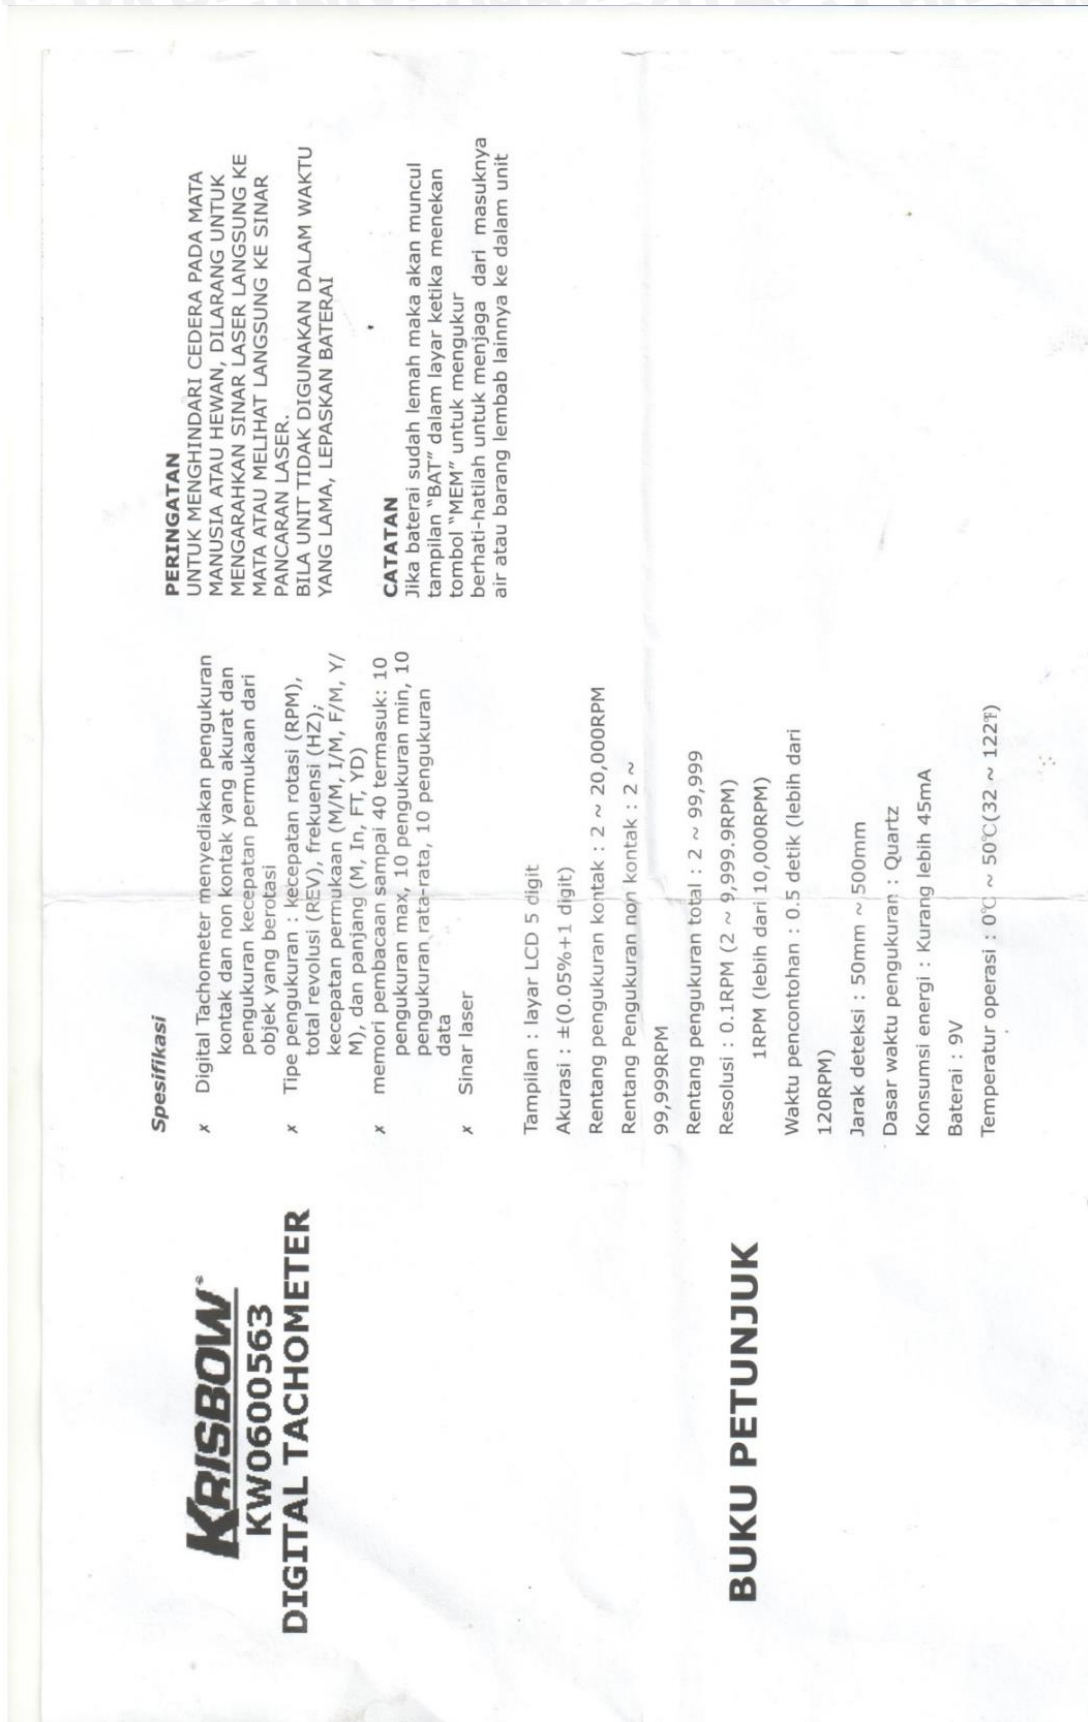 KRISBOW®
KW0600563
DIGITAL TACHOMETER
BUKU PETUNJUK
Spesifikasi
x Digital Tachometer menyediakan pengukuran
kontak dan non kontak yang akurat dan
pengukuran kecepatan permukaan dari
objek yang berotasi
x Tipe pengukuran : kecepatan rotasi (RPM),
total revolusi (REV), frekuensi (HZ);
kecepatan permukaan (M/M, I/M, F/M, Y/
M), dan panjang (M, In, FT, YD)
x memori pembacaan sampai 40 termasuk: 10
pengukuran max, 10 pengukuran min, 10
pengukuran rata-rata, 10 pengukuran
data
x Sinar laser
Tampilan : layar LCD 5 digit
Akurasi : ±(0.05%+1 digit)
Rentang pengukuran kontak : 2 ~ 20,000RPM
Rentang Pengukuran non kontak : 2 ~
99,999RPM
Rentang pengukuran total : 2 ~ 99,999
Resolusi : 0.1RPM (2 ~ 9,999.9RPM)
1RPM (lebih dari 10,000RPM)
Waktu pencontohan : 0.5 detik (lebih dari
120RPM)
Jarak deteksi : 50mm ~ 500mm
Dasar waktu pengukuran : Quartz
Konsumsi energi : Kurang lebih 45mA
Baterai : 9V
Temperatur operasi : 0℃ ~ 50℃(32 ~ 122℉)
PERINGATAN
UNTUK MENGHINDARI CEDERA PADA MATA
MANUSIA ATAU HEWAN, DILARANG UNTUK
MENGARAHKAN SINAR LASER LANGSUNG KE
MATA ATAU MELIHAT LANGSUNG KE SINAR
PANCARAN LASER.
BILA UNIT TIDAK DIGUNAKAN DALAM WAKTU
YANG LAMA, LEPASKAN BATERAI
CATATAN
Jika baterai sudah lemah maka akan muncul
tampilan "BAT" dalam layar ketika menekan
tombol "MEM" untuk mengukur
berhati-hatilah untuk menjaga dari masuknya
air atau barang lembab lainnya ke dalam unit